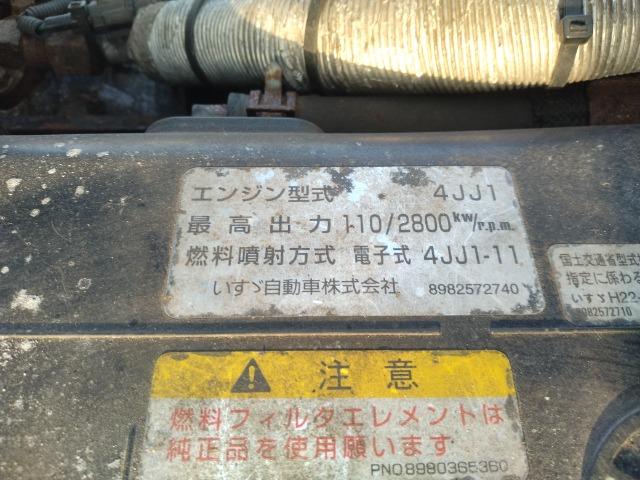 エンジン型式 4JJ1
最高出力 110/2800 kw/r.p.m.
燃料噴射方式 電子式 4JJ1-11
いすゞ自動車株式会社 8982572740
国土交通省型式
指定に係わる
いすゞH22
8982572710
注意
燃料フィルタエレメントは
純正品を使用願います
PNO8980365360